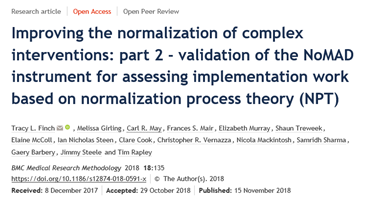 Research article | Open Access | Open Peer Review
Improving the normalization of complex
interventions: part 2 - validation of the NoMAD
instrument for assessing implementation work
based on normalization process theory (NPT)
Tracy L. Finch, Melissa Girling, Carl R. May, Frances S. Mair, Elizabeth Murray, Shaun Treweek,
Elaine McColl, Ian Nicholas Steen, Clare Cook, Christopher R. Vernazza, Nicola Mackintosh, Samridh Sharma,
Gaery Barbery, Jimmy Steele and Tim Rapley
BMC Medical Research Methodology 2018 18:135
https://doi.org/10.1186/s12874-018-0591-x | © The Author(s). 2018
Received: 8 December 2017 | Accepted: 29 October 2018 | Published: 15 November 2018